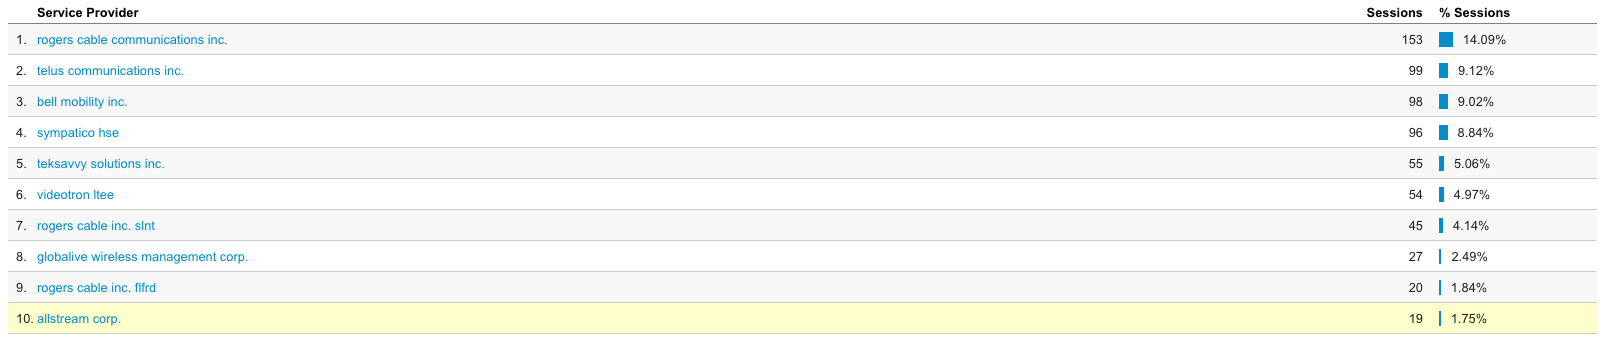 Service Provider Sessions % Sessions
1. rogers cable communications inc. 153 14.09%
2. telus communications inc. 99 9.12%
3. bell mobility inc. 98 9.02%
4. sympatico hse 96 8.84%
5. teksavvy solutions inc. 55 5.06%
6. videotron ltee 54 4.97%
7. rogers cable inc. slnt 45 4.14%
8. globalive wireless management corp. 27 2.49%
9. rogers cable inc. flfrd 20 1.84%
10. allstream corp. 19 1.75%